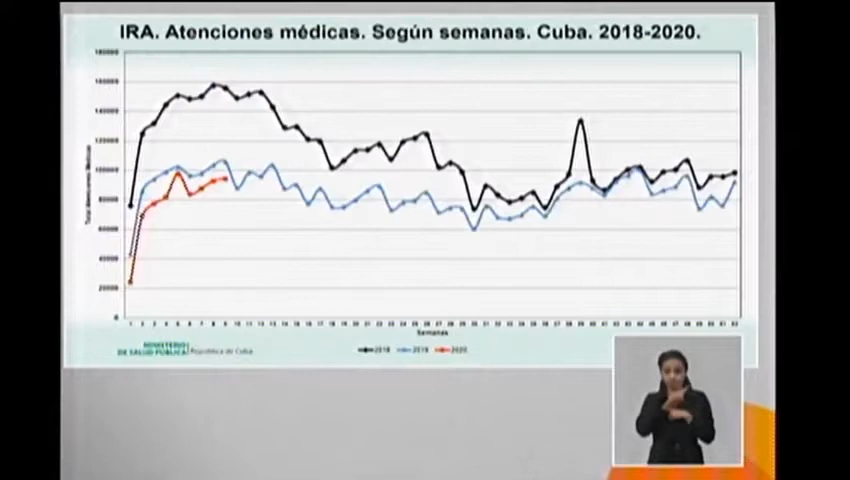 IRA. Atenciones médicas. Según semanas. Cuba. 2018-2020.
180000
160000
140000
120000
100000
80000
60000
40000
20000
0
Total Atenciones Médicas
1 2 3 4 5 6 7 8 9 10 11 12 13 14 15 16 17 18 19 20 21 22 23 24 25 26 27 28 29 30 31 32 33 34 35 36 37 38 39 40 41 42 43 44 45 46 47 48 49 50 51 52
Semanas
2018 2019 2020
MINISTERIO
DE SALUD PÚBLICA República de Cuba